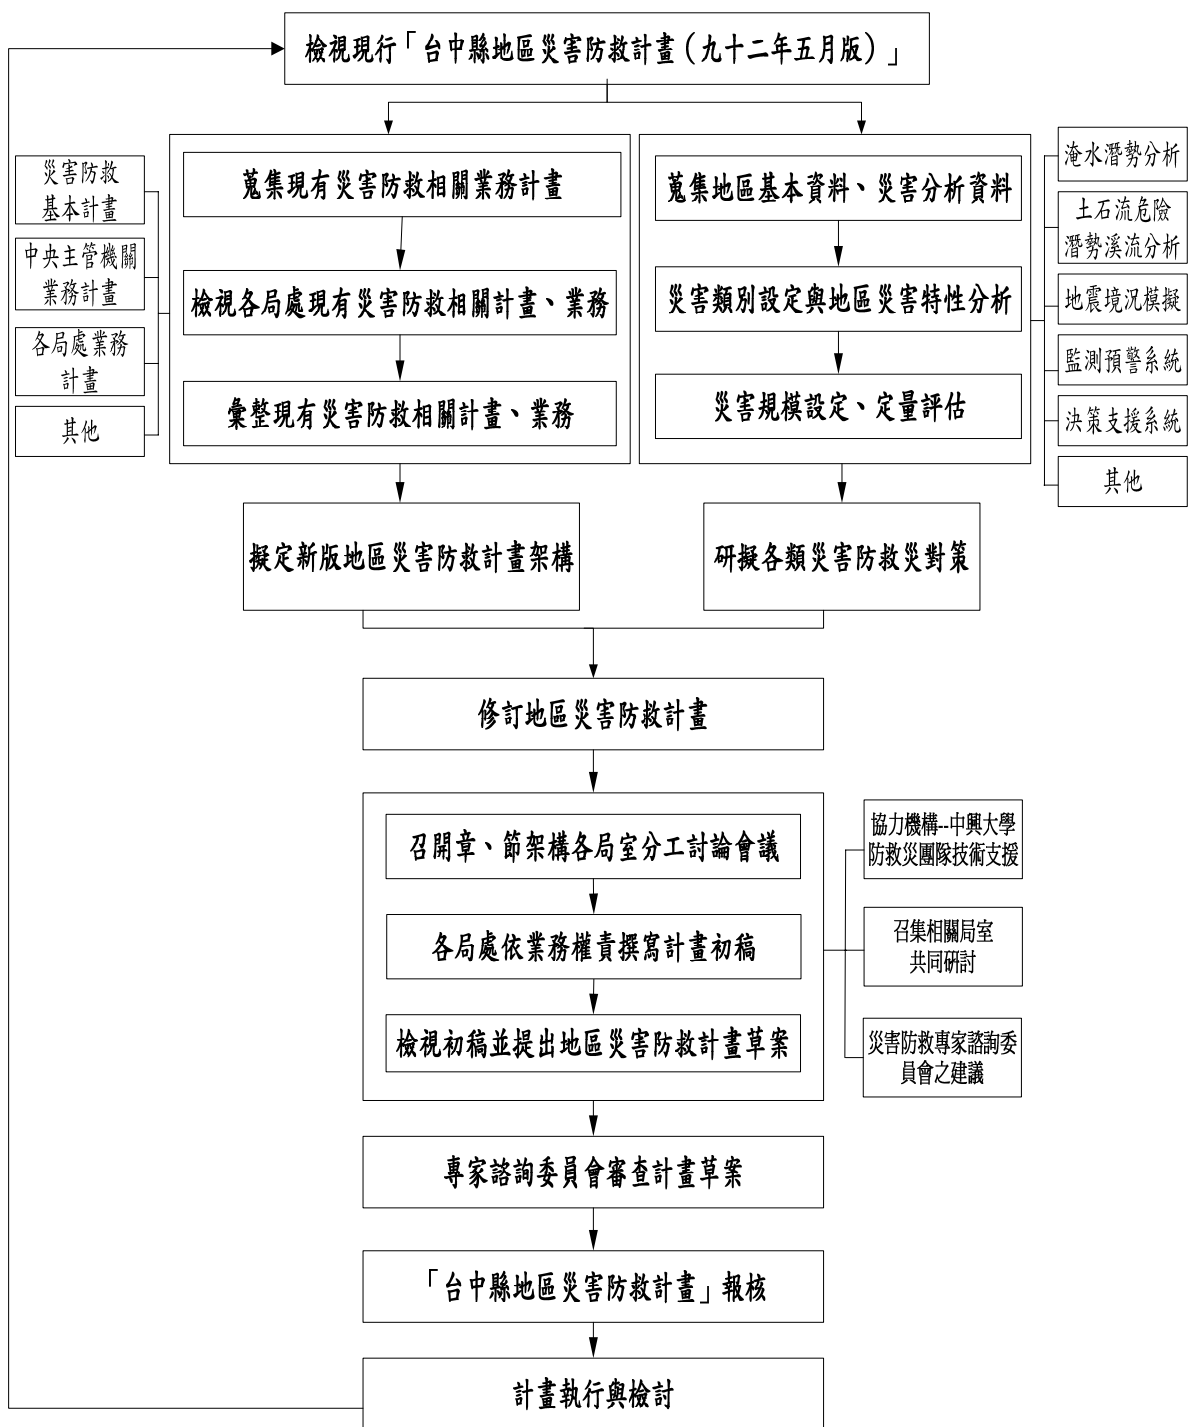 檢視現行「台中縣地區災害防救計畫（九十二年五月版）」
災害防救
基本計畫
中央主管機關
業務計畫
各局處業務
計畫
其他
蒐集現有災害防救相關業務計畫
檢視各局處現有災害防救相關計畫、業務
彙整現有災害防救相關計畫、業務
蒐集地區基本資料、災害分析資料
災害類別設定與地區災害特性分析
災害規模設定、定量評估
淹水潛勢分析
土石流危險
潛勢溪流分析
地震境況模擬
監測預警系統
決策支援系統
其他
擬定新版地區災害防救計畫架構
研擬各類災害防救災對策
修訂地區災害防救計畫
召開章、節架構各局室分工討論會議
各局處依業務權責撰寫計畫初稿
檢視初稿並提出地區災害防救計畫草案
協力機構--中興大學
防救災團隊技術支援
召集相關局室
共同研討
災害防救專家諮詢委
員會之建議
專家諮詢委員會審查計畫草案
「台中縣地區災害防救計畫」報核
計畫執行與檢討